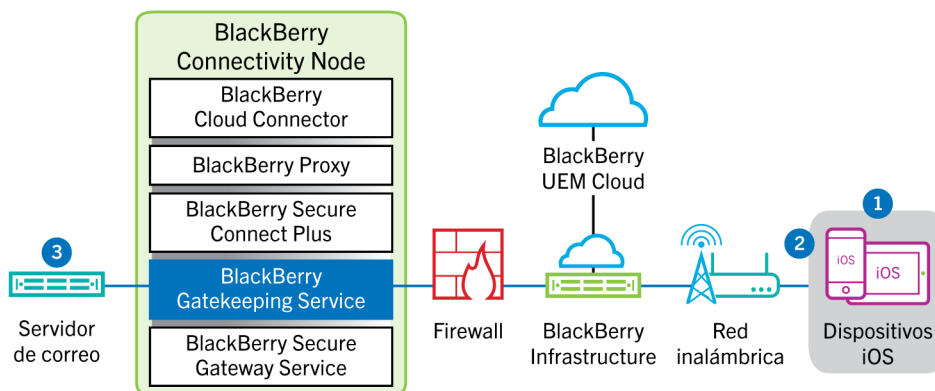 BlackBerry
Connectivity Node
BlackBerry
Cloud Connector
BlackBerry Proxy
BlackBerry Secure
Connect Plus
BlackBerry
Gatekeeping Service
BlackBerry Secure
Gateway Service
3
Servidor
de correo
Firewall
BlackBerry
UEM Cloud
BlackBerry
Infrastructure
Red
inalámbrica
2
1
iOS
iOS
Dispositivos
iOS